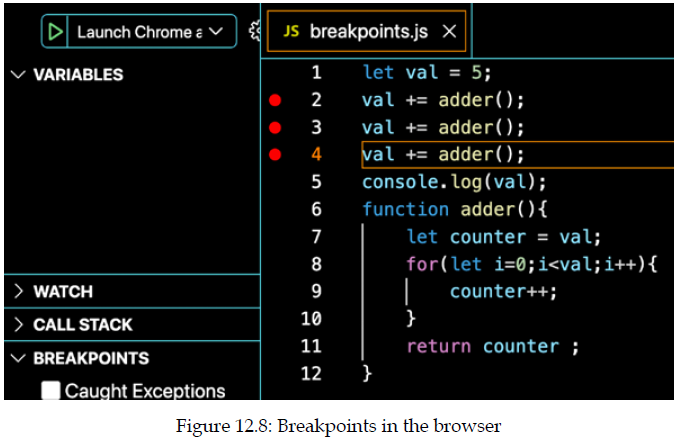 Launch Chrome a
JS breakpoints.js
VARIABLES
WATCH
CALL STACK
BREAKPOINTS
Caught Exceptions
1 let val = 5;
2 val += adder();
3 val += adder();
4 val += adder();
5 console.log(val);
6 function adder(){
7 let counter = val;
8 for(let i=0;i<val;i++){
9 counter++;
10 }
11 return counter ;
12 }
Figure 12.8: Breakpoints in the browser